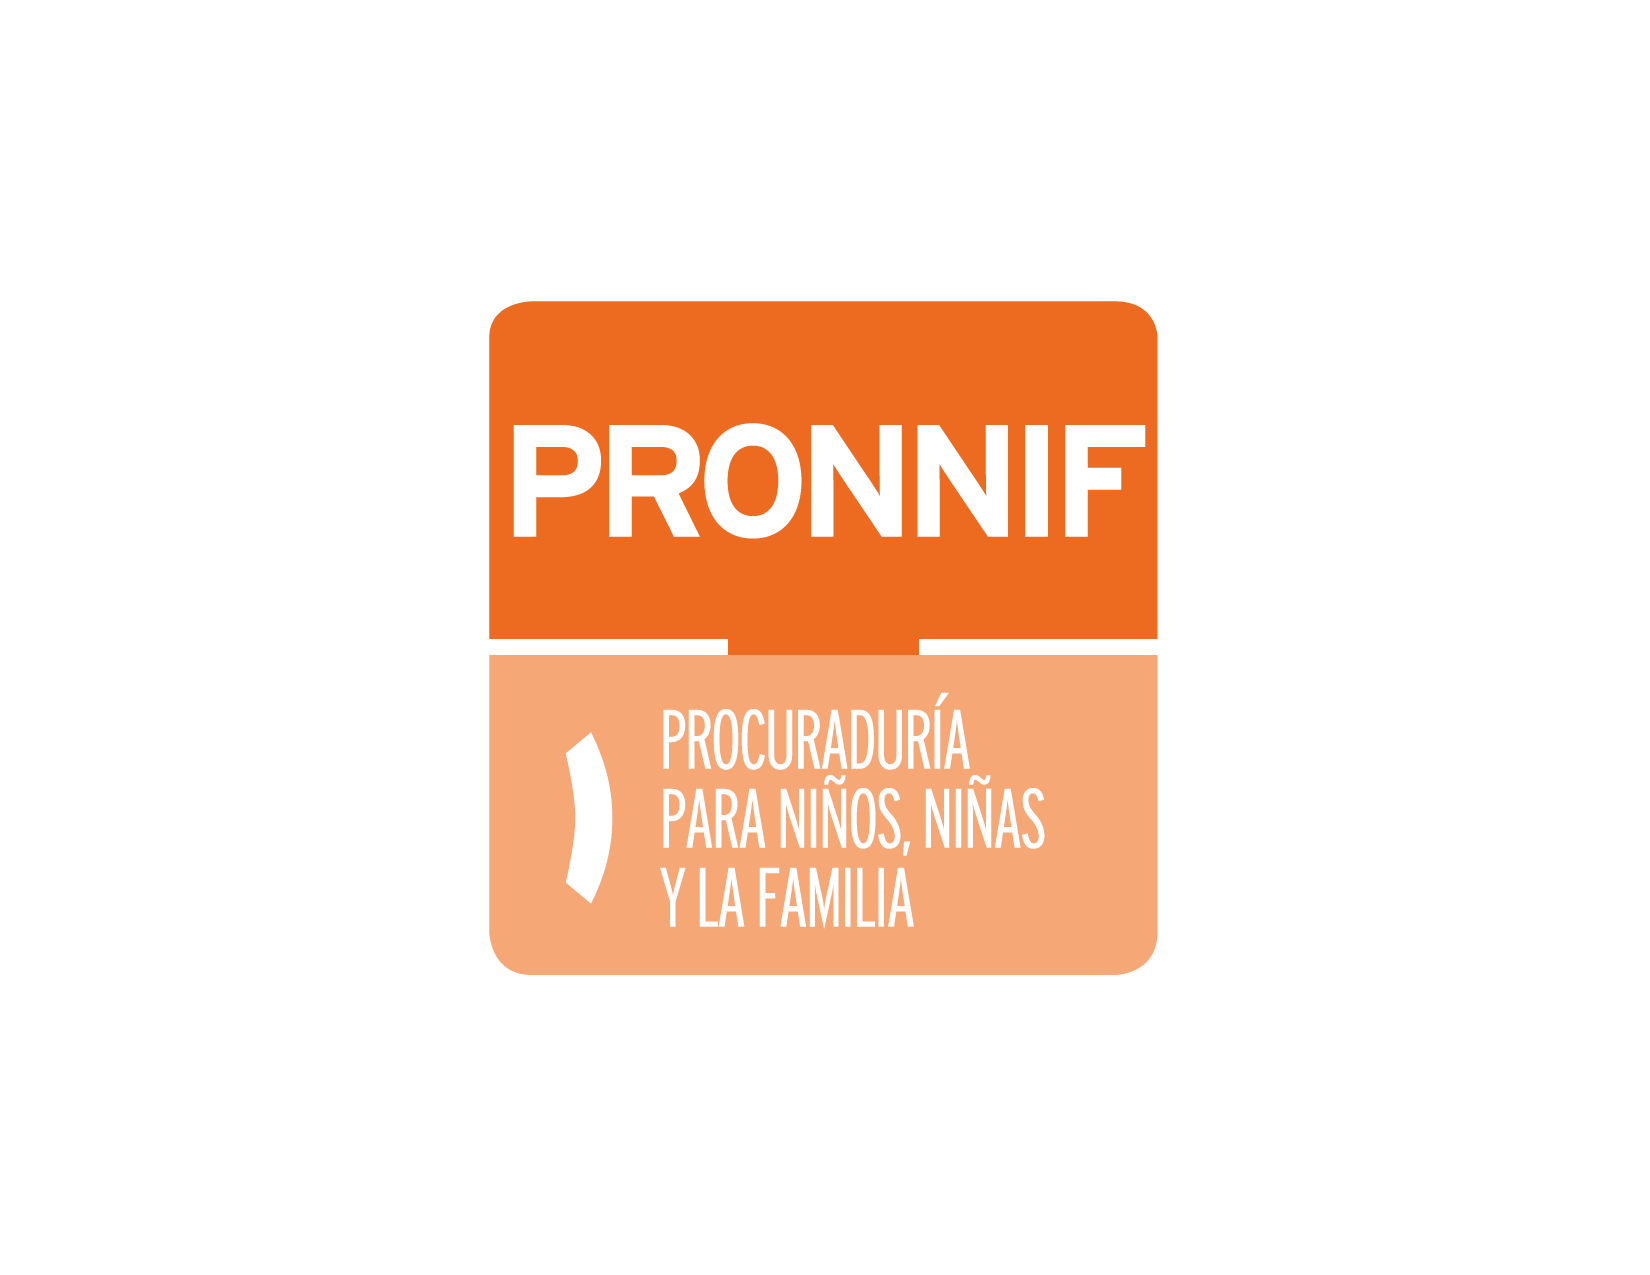 PRONNIF
PROCURADURÍA
PARA NIÑOS, NIÑAS
Y LA FAMILIA